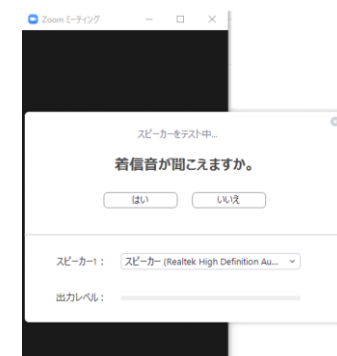 Zoom ミーティング
スピーカーをテスト中...
着信音が聞こえますか。
はい
いいえ
スピーカー1：
スピーカー (Realtek High Definition Au...
出力レベル：